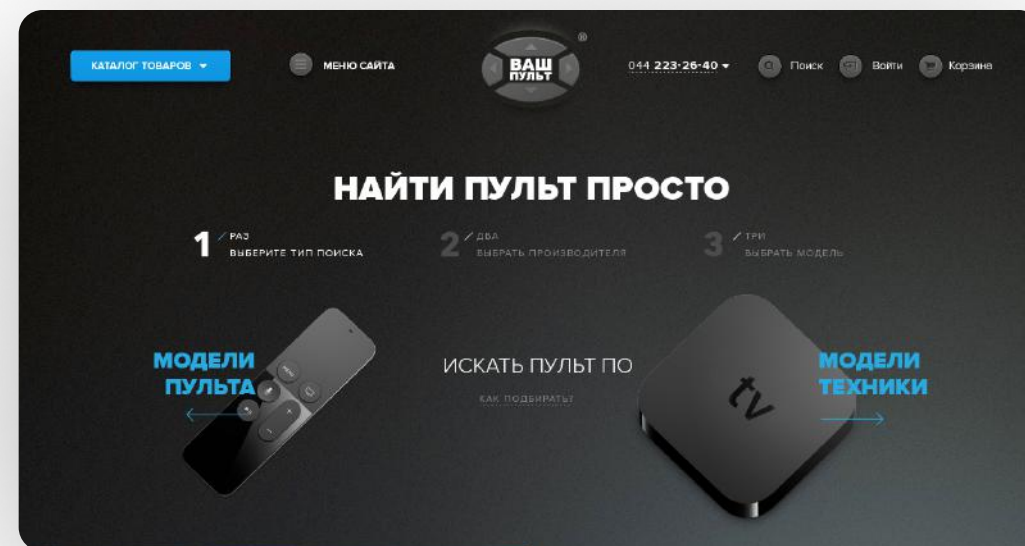 КАТАЛОГ ТОВАРОВ
МЕНЮ САЙТА
®
ВАШ
ПУЛЬТ
044 223-26-40
Поиск
Войти
Корзина
НАЙТИ ПУЛЬТ ПРОСТО
1 / РАЗ
ВЫБЕРИТЕ ТИП ПОИСКА
2 / ДВА
ВЫБРАТЬ ПРОИЗВОДИТЕЛЯ
3 / ТРИ
ВЫБРАТЬ МОДЕЛЬ
МОДЕЛИ
ПУЛЬТА
MENU
ИСКАТЬ ПУЛЬТ ПО
КАК ПОДБИРАТЬ?
tv
МОДЕЛИ
ТЕХНИКИ